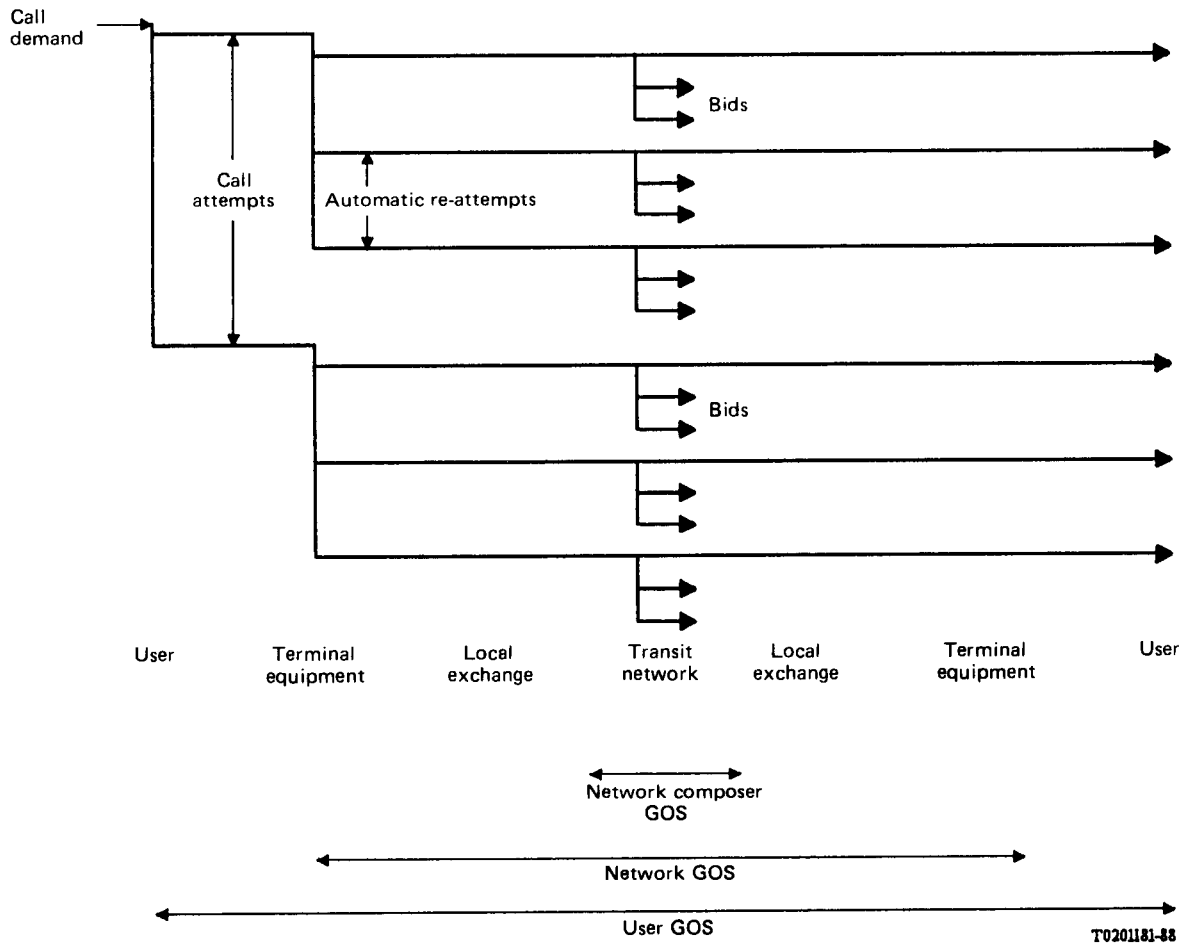 Call
demand
Bids
Call
attempts
Automatic re-attempts
Bids
User
Terminal
equipment
Local
exchange
Transit
network
Local
exchange
Terminal
equipment
User
Network composer
GOS
Network GOS
User GOS
T0201181-88